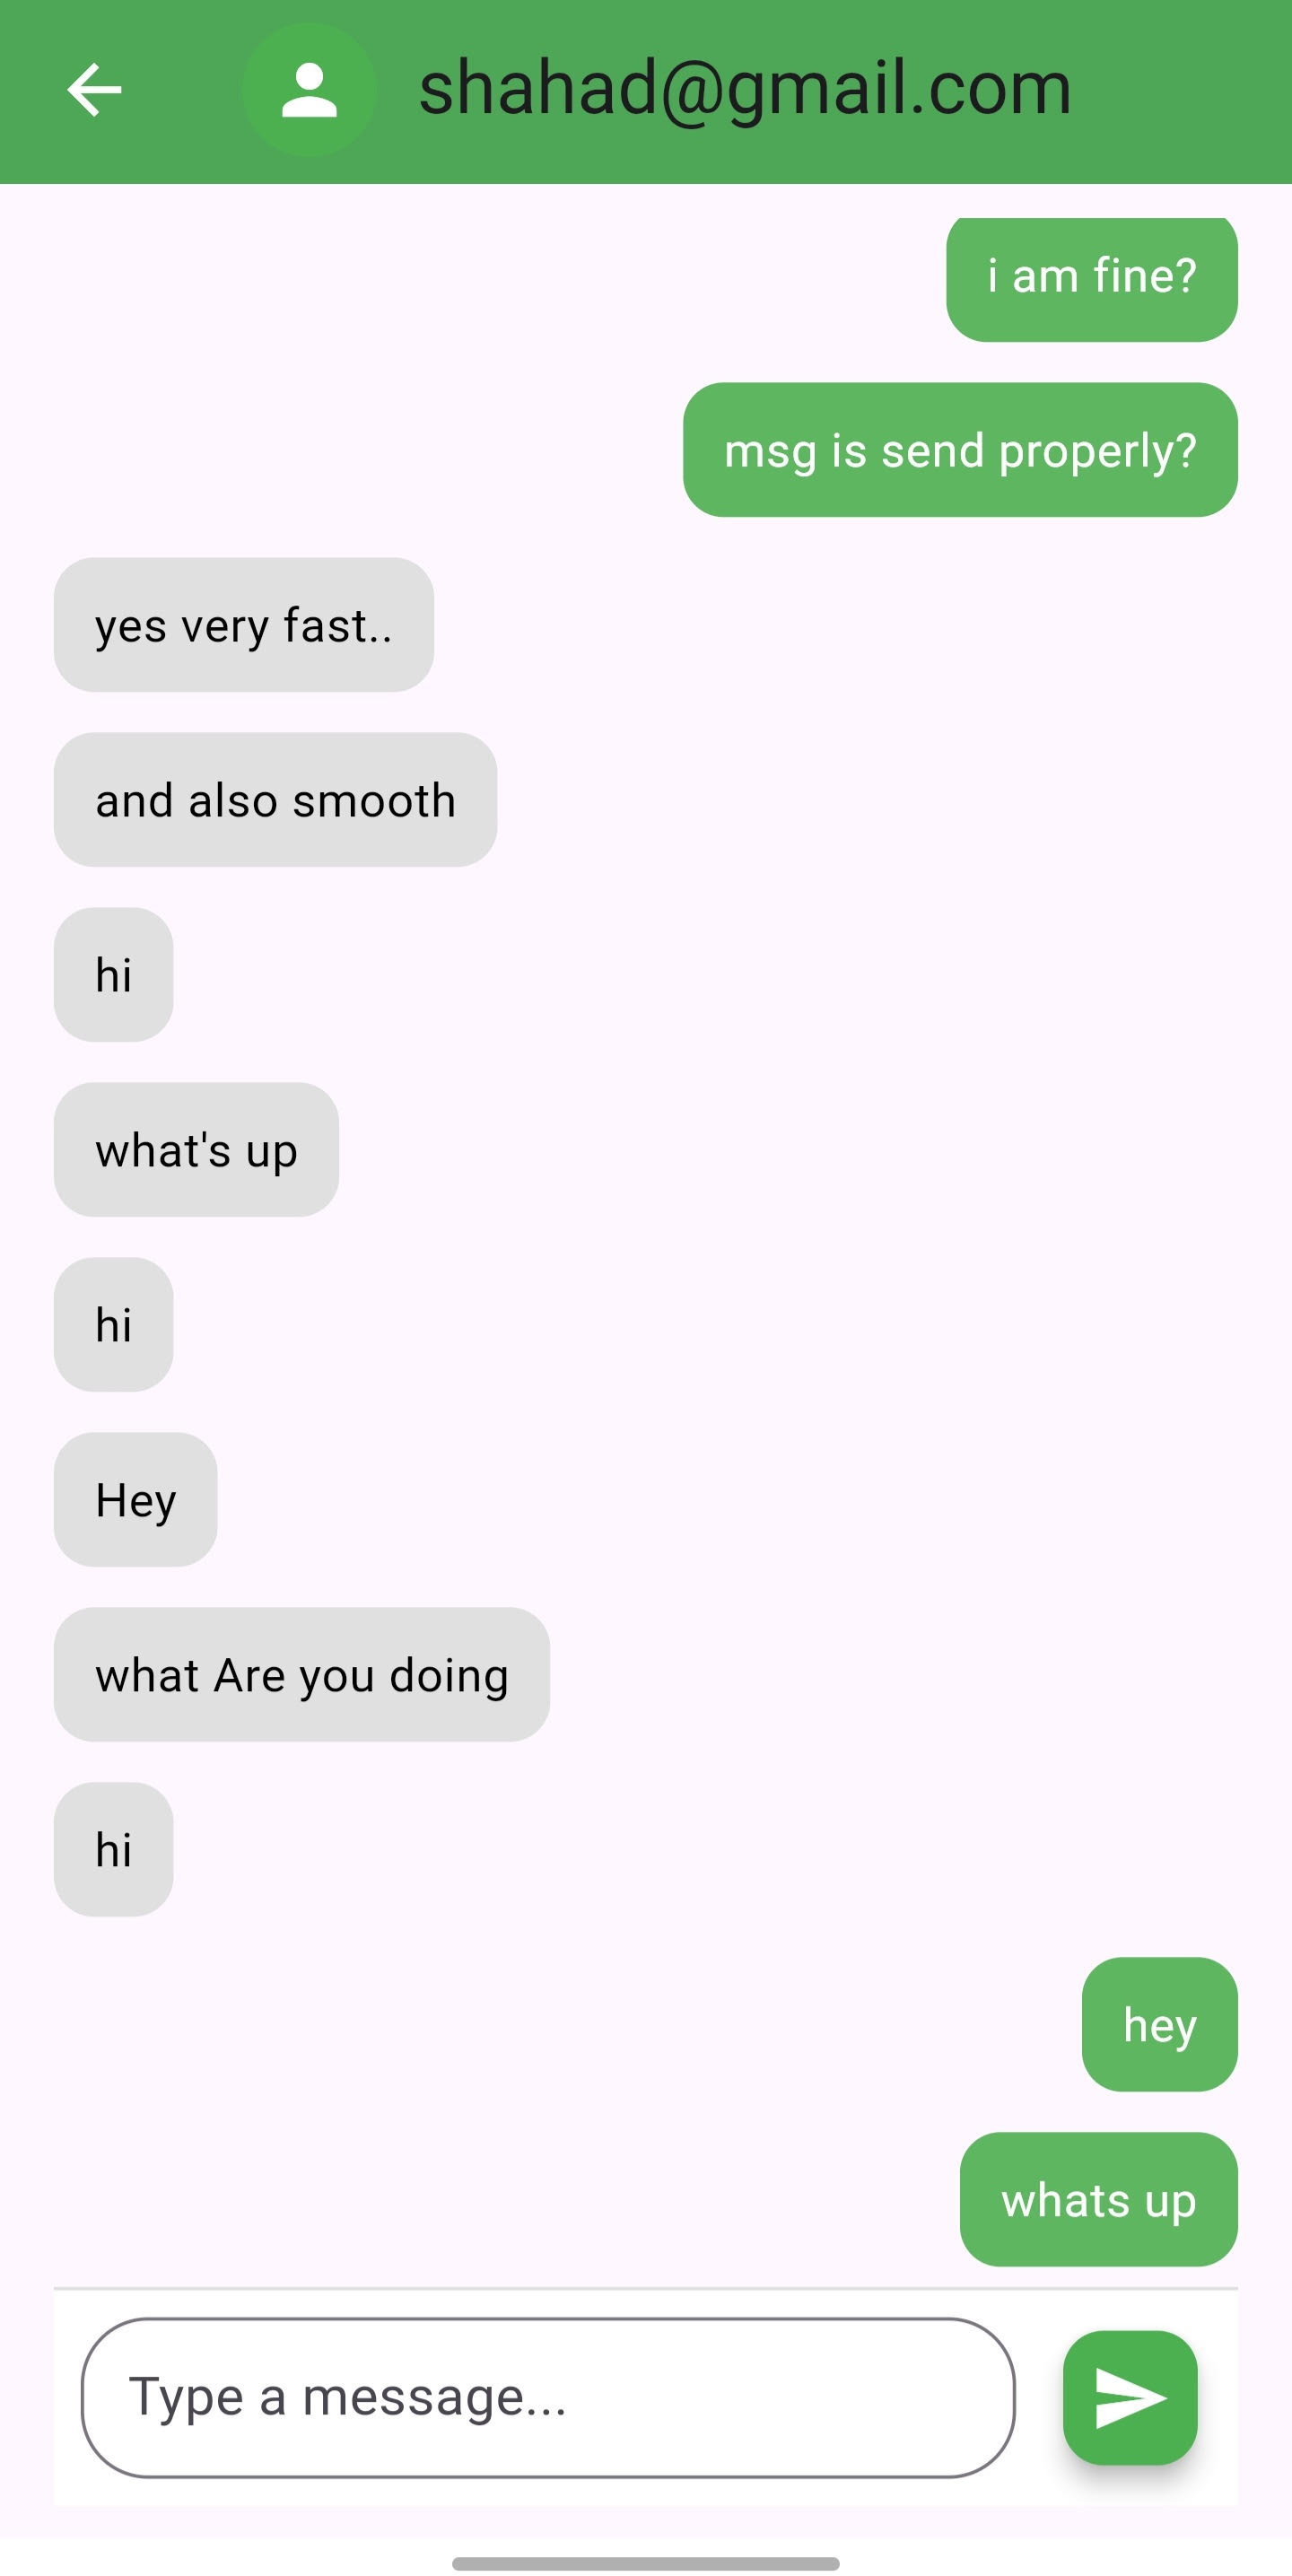 shahad@gmail.com
i am fine?
msg is send properly?
yes very fast..
and also smooth
hi
what's up
hi
Hey
what Are you doing
hi
hey
whats up
Type a message...